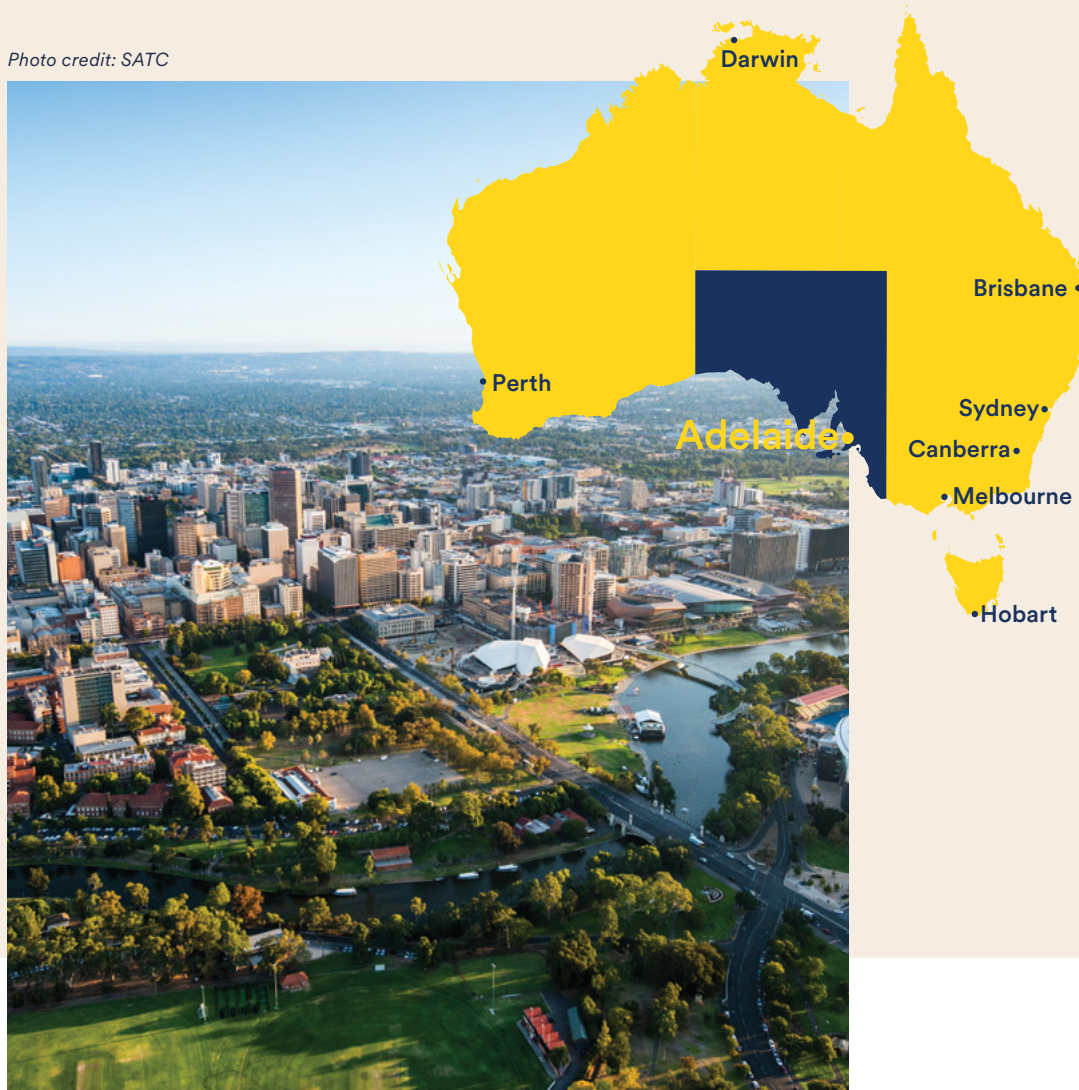 Photo credit: SATC
Darwin
Brisbane
Perth
Sydney
Adelaide
Canberra
Melbourne
Hobart